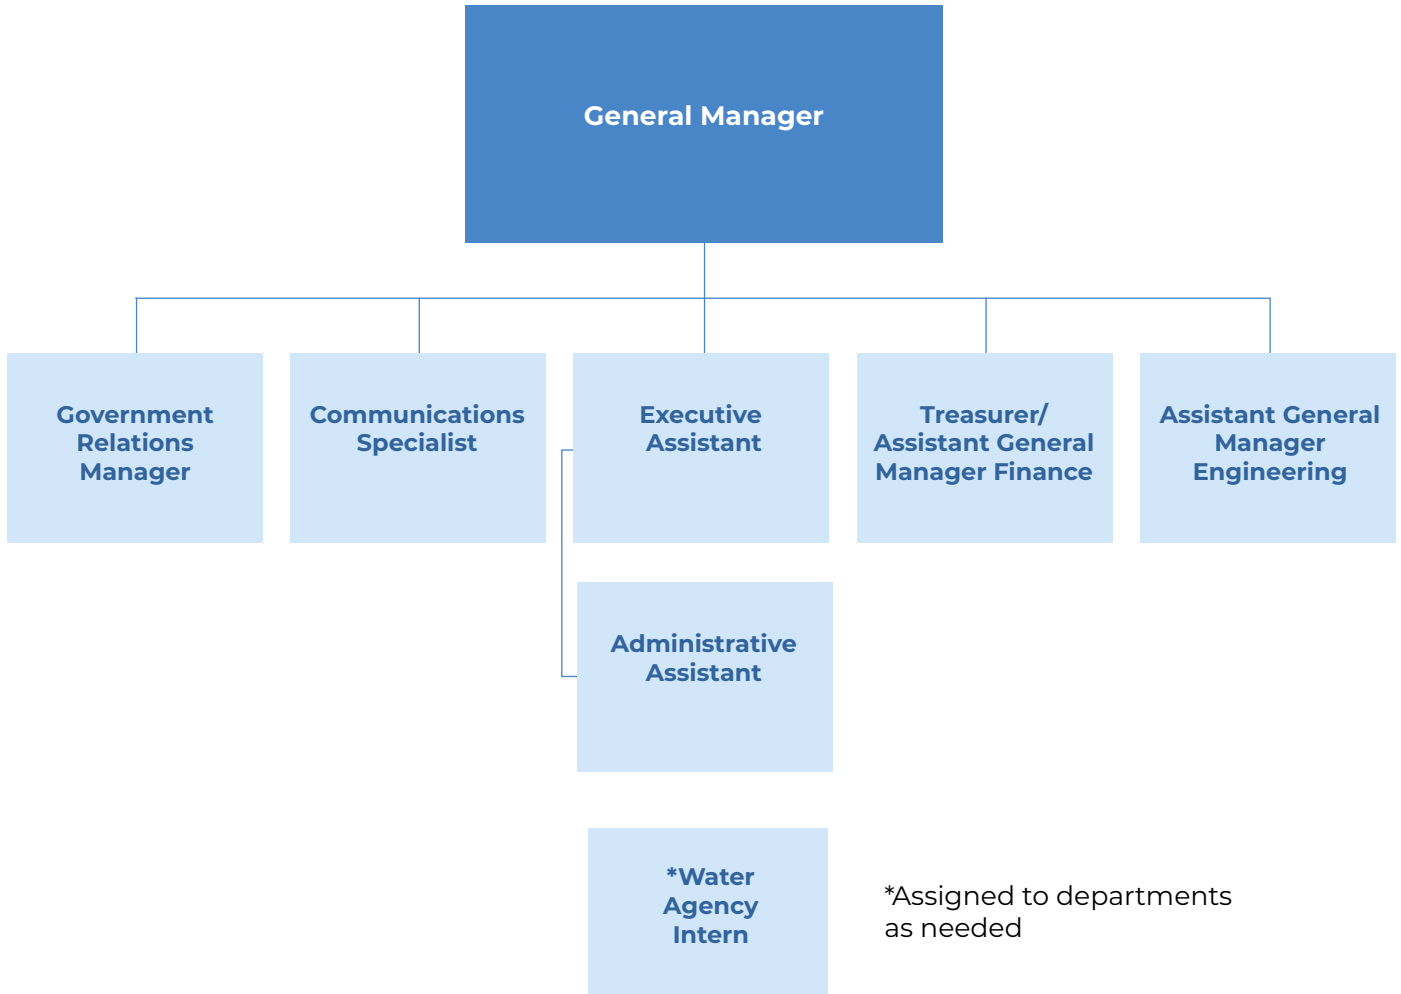 General Manager
Government
Relations
Manager
Communications
Specialist
Executive
Assistant
Treasurer/
Assistant General
Manager Finance
Assistant General
Manager
Engineering
Administrative
Assistant
*Water
Agency
Intern
*Assigned to departments
as needed